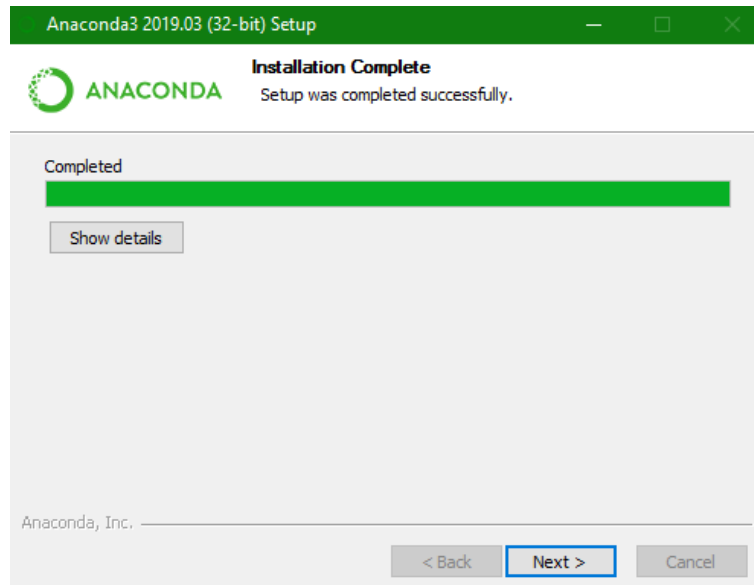 Anaconda3 2019.03 (32-bit) Setup
ANACONDA
Installation Complete
Setup was completed successfully.
Completed
Show details
Anaconda, Inc.
< Back
Next >
Cancel